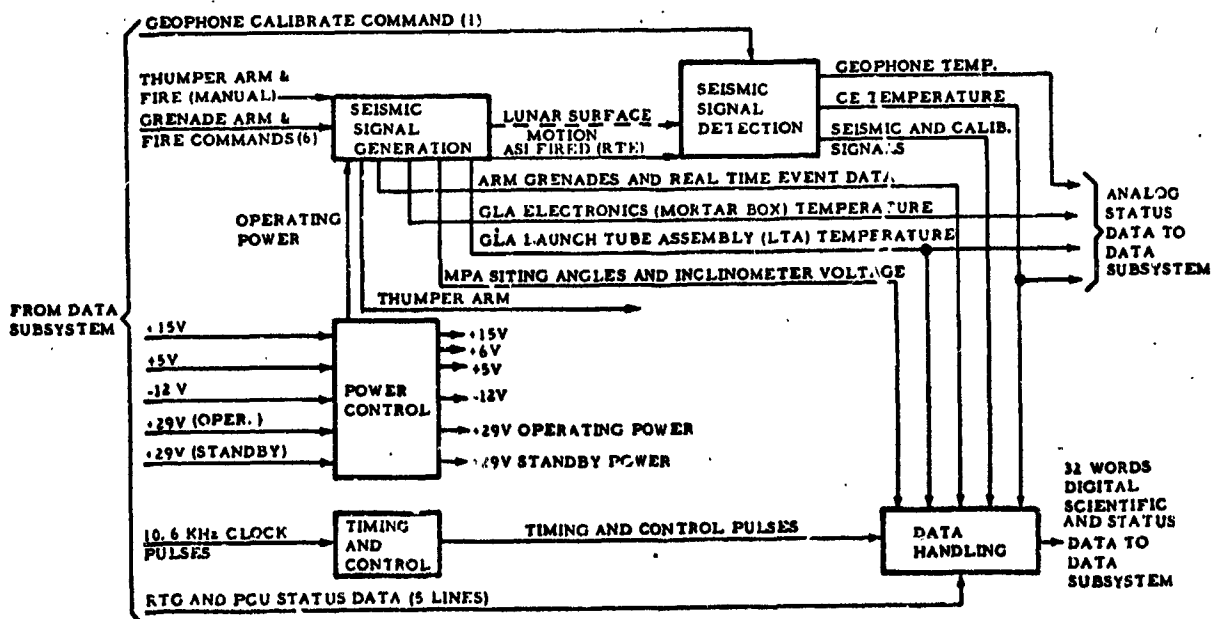 GEOPHONE CALIBRATE COMMAND (1)
THUMPER ARM &
FIRE (MANUAL)
GRENADE ARM &
FIRE COMMANDS (6)
SEISMIC
SIGNAL
GENERATION
LUNAR SURFACE
MOTION
ASI FIRED (RTE)
SEISMIC
SIGNAL
DETECTION
GEOPHONE TEMP.
CE TEMPERATURE
SEISMIC AND CALIB.
SIGNALS
ARM GRENADES AND REAL TIME EVENT DATA
GLA ELECTRONICS (MORTAR BOX) TEMPERATURE
GLA LAUNCH TUBE ASSEMBLY (LTA) TEMPERATURE
MPA SITING ANGLES AND INCLINOMETER VOLTAGE
THUMPER ARM
ANALOG
STATUS
DATA TO
DATA
SUBSYSTEM
OPERATING
POWER
FROM DATA
SUBSYSTEM
+15V
+5V
-12 V
+29V (OPER.)
+29V (STANDBY)
POWER
CONTROL
+15V
+6V
+5V
-12V
+29V OPERATING POWER
+29V STANDBY POWER
10.6 KHz CLOCK
PULSES
TIMING
AND
CONTROL
TIMING AND CONTROL PULSES
DATA
HANDLING
32 WORDS
DIGITAL
SCIENTIFIC
AND STATUS
DATA TO
DATA
SUBSYSTEM
RTG AND PCU STATUS DATA (5 LINES)